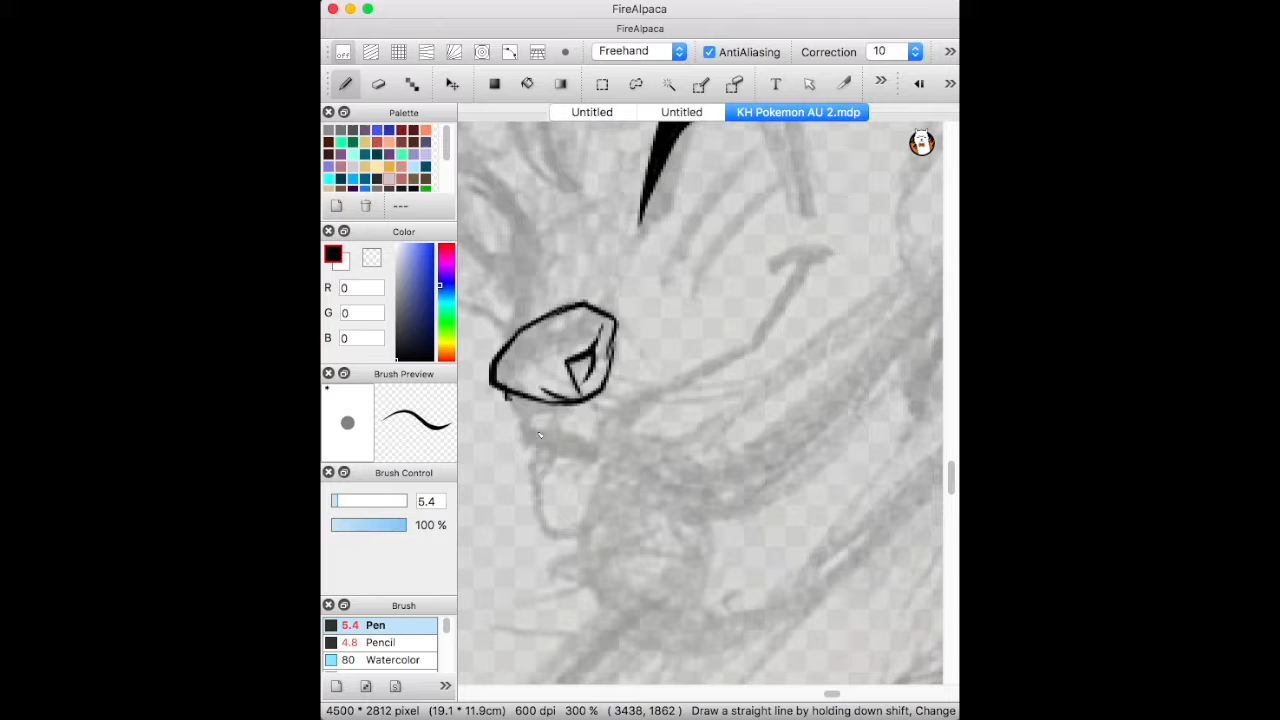 FireAlpaca
FireAlpaca
off Freehand AntiAliasing Correction 10 »
T » »
Palette Untitled Untitled KH Pokemon AU 2.mdp
---
Color
R 0
G 0
B 0
Brush Preview
*
Brush Control
5.4
100 %
Brush
5.4 Pen
4.8 Pencil
80 Watercolor
S »
4500 * 2812 pixel (19.1 * 11.9cm) 600 dpi 300 % ( 3438, 1862 ) Draw a straight line by holding down shift, Change